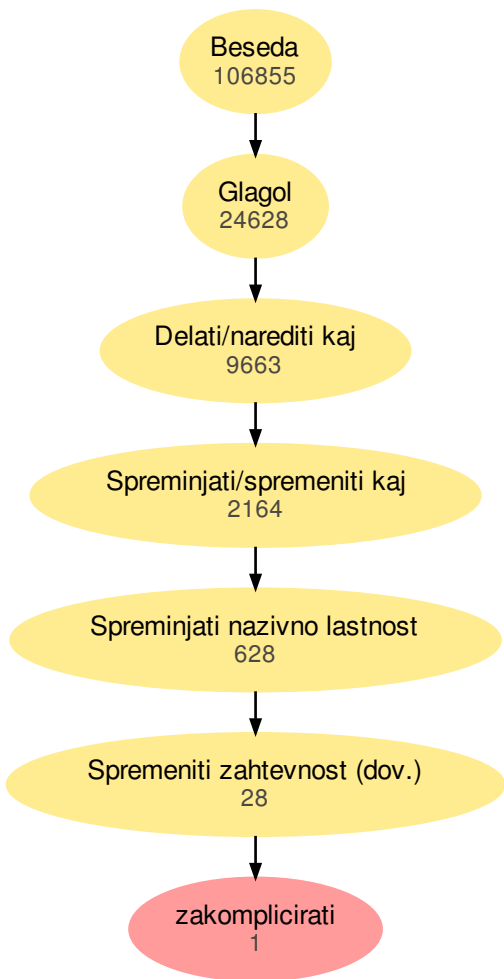 Beseda
106855
Glagol
24628
Delati/narediti kaj
9663
Spreminjati/spremeniti kaj
2164
Spreminjati nazivno lastnost
628
Spremeniti zahtevnost (dov.)
28
zakomplicirati
1